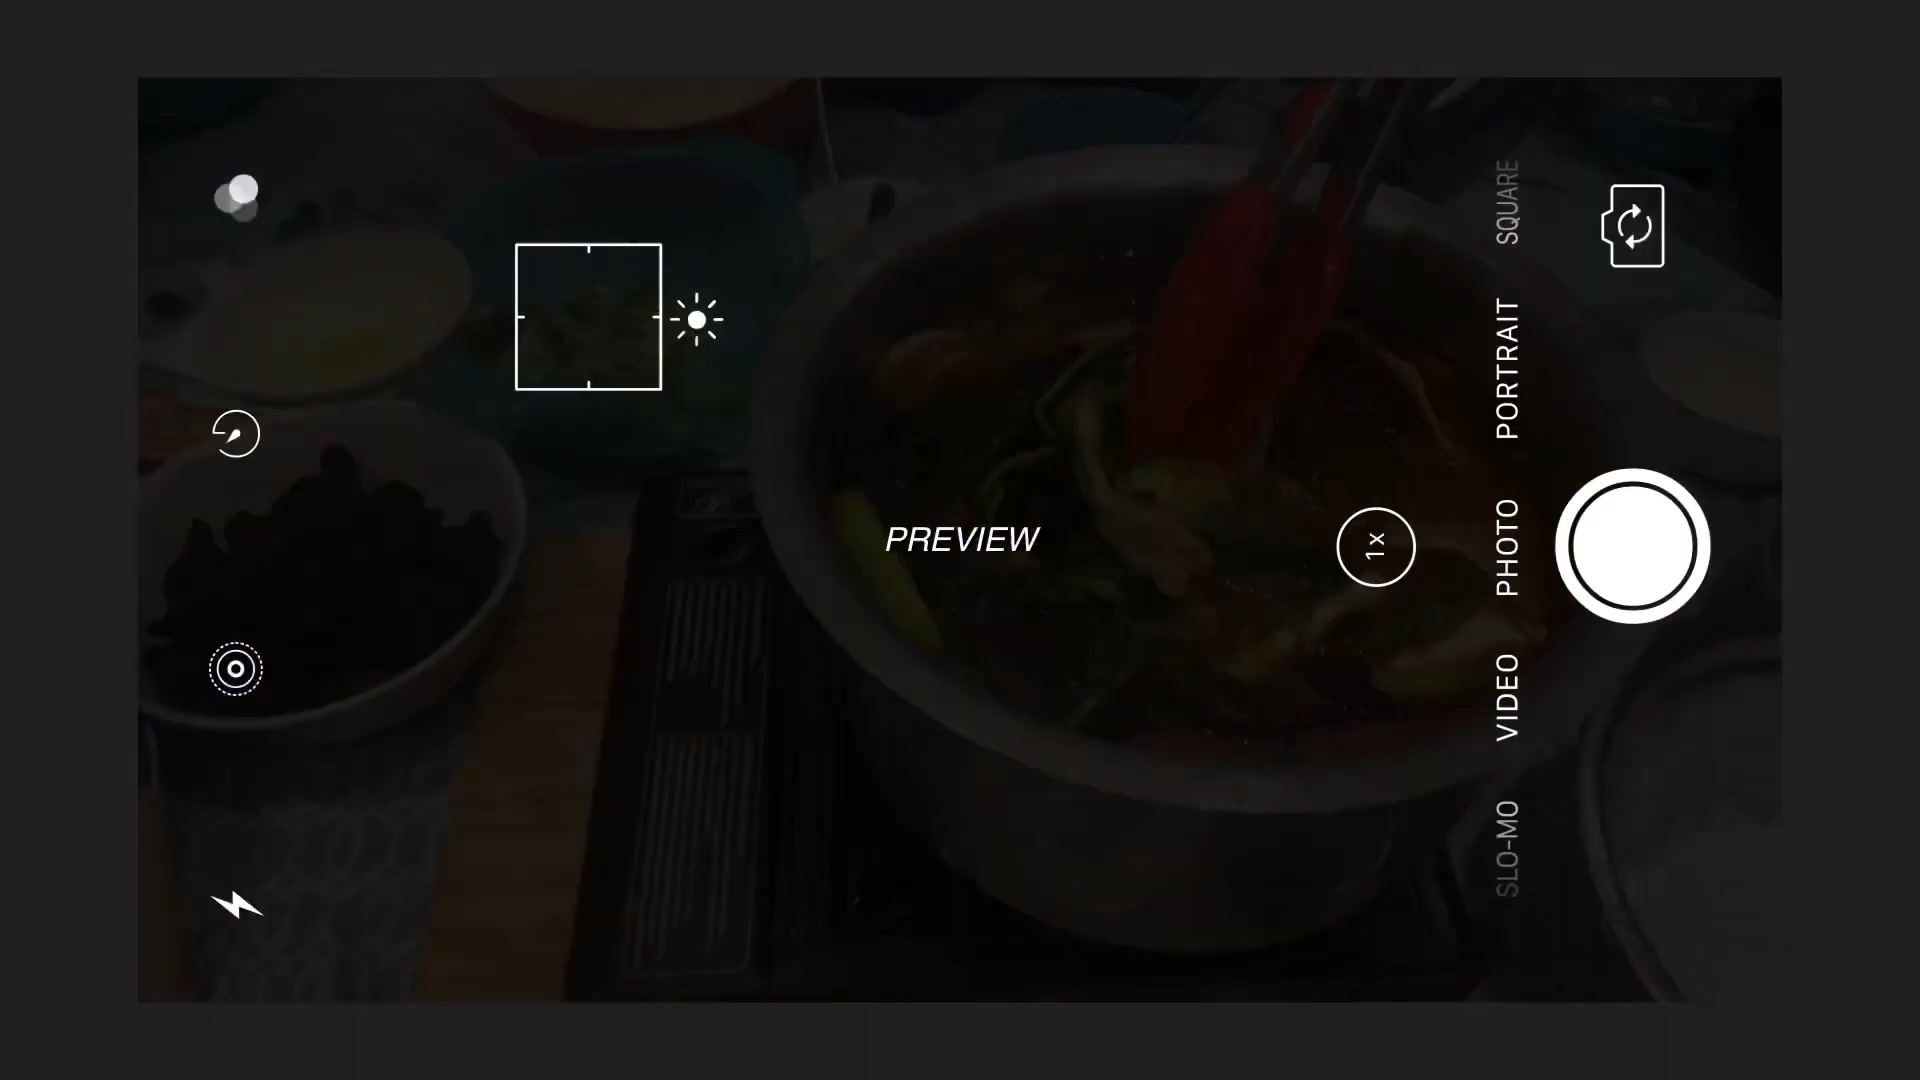 SQUARE
PORTRAIT
PREVIEW
1x
PHOTO
VIDEO
SLO-MO